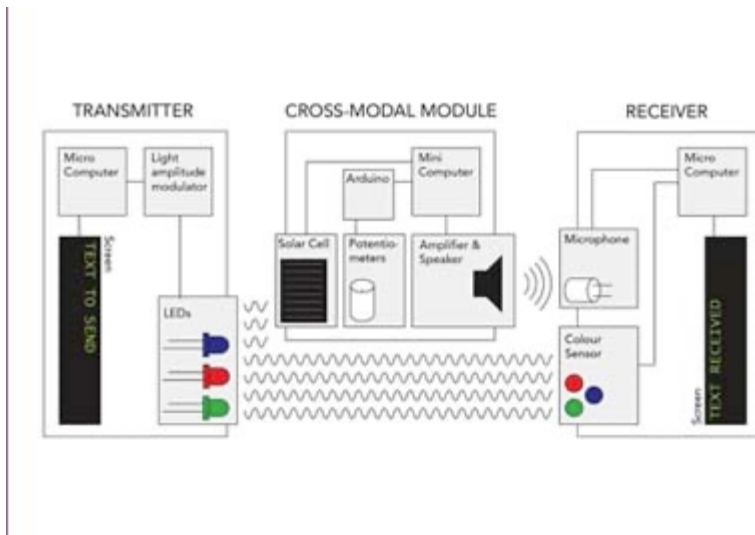 TRANSMITTER
CROSS-MODAL MODULE
RECEIVER
Micro
Computer
Light
amplitude
modulator
Screen
TEXT TO SEND
LEDs
Solar Cell
Arduino
Mini
Computer
Potentio-
meters
Amplifier &
Speaker
Microphone
Micro
Computer
Colour
Sensor
Screen
TEXT RECEIVED